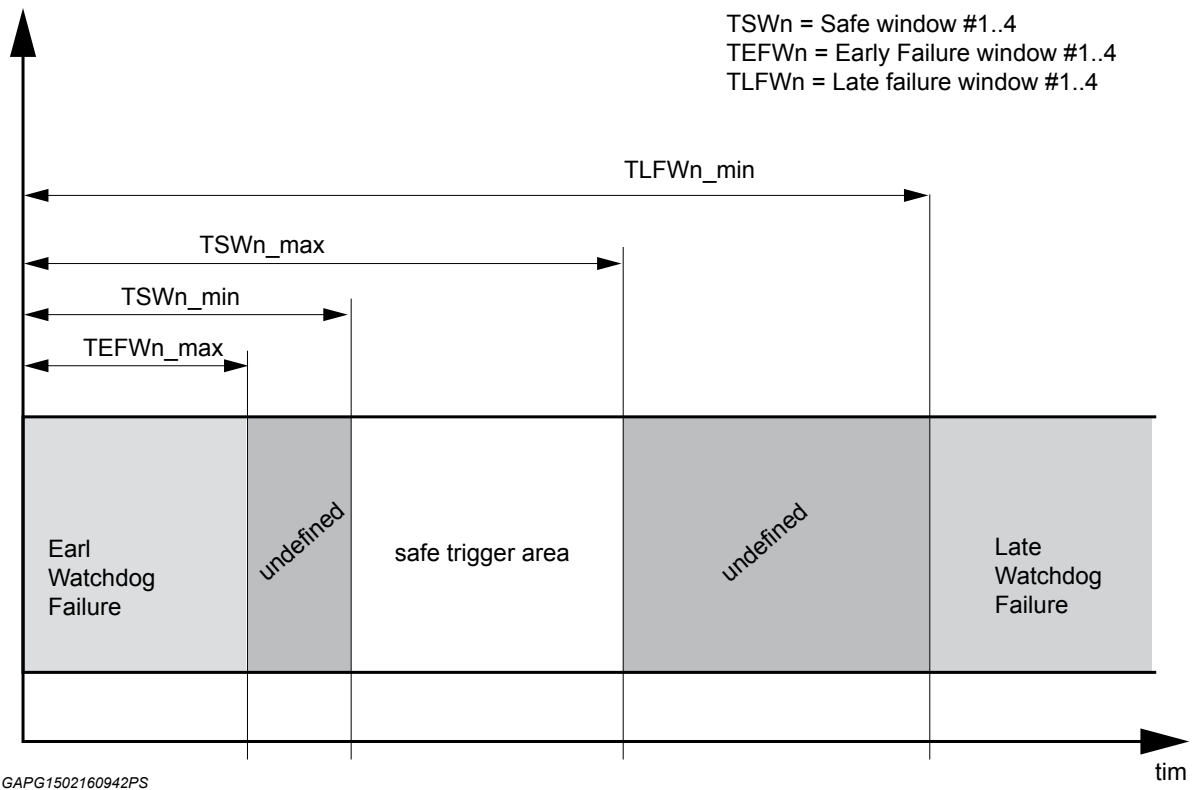 TSWn = Safe window #1..4
TEFWn = Early Failure window #1..4
TLFWn = Late failure window #1..4
TLFWn_min
TSWn_max
TSWn_min
TEFWn_max
Earl
Watchdog
Failure
undefined
safe trigger area
undefined
Late
Watchdog
Failure
tim
GAPG1502160942PS